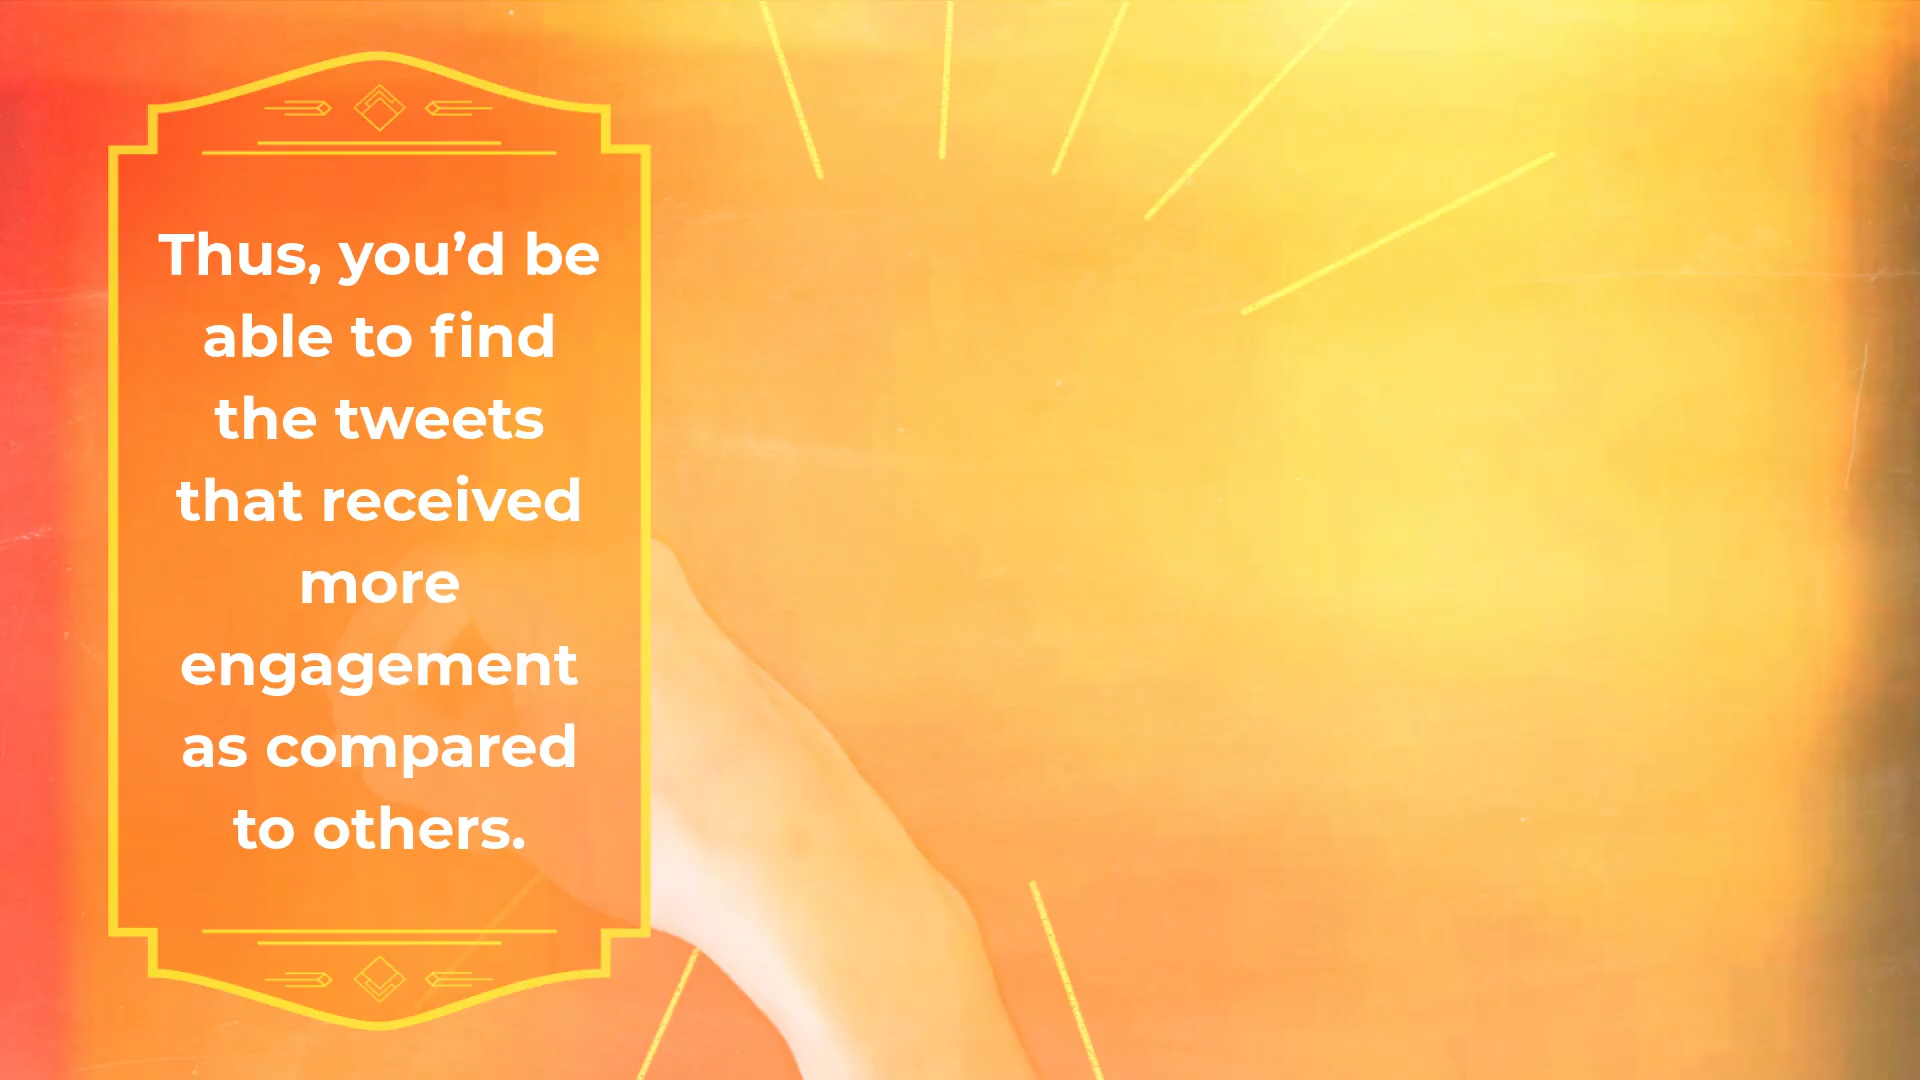 Thus, you’d be
able to find
the tweets
that received
more
engagement
as compared
to others.